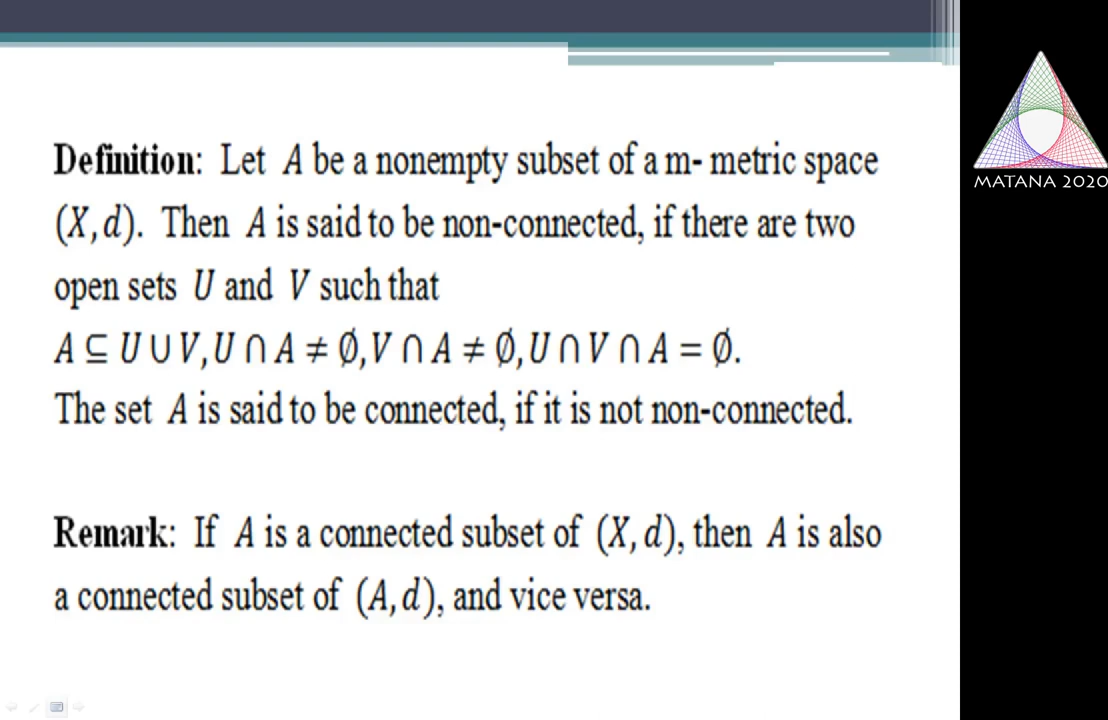 Definition: Let A be a nonempty subset of a m- metric space
(X, d). Then A is said to be non-connected, if there are two
open sets U and V such that
A ⊆ U ∪ V, U ∩ A ≠ ∅, V ∩ A ≠ ∅, U ∩ V ∩ A = ∅.
The set A is said to be connected, if it is not non-connected.
Remark: If A is a connected subset of (X, d), then A is also
a connected subset of (A, d), and vice versa.
MATANA 2020